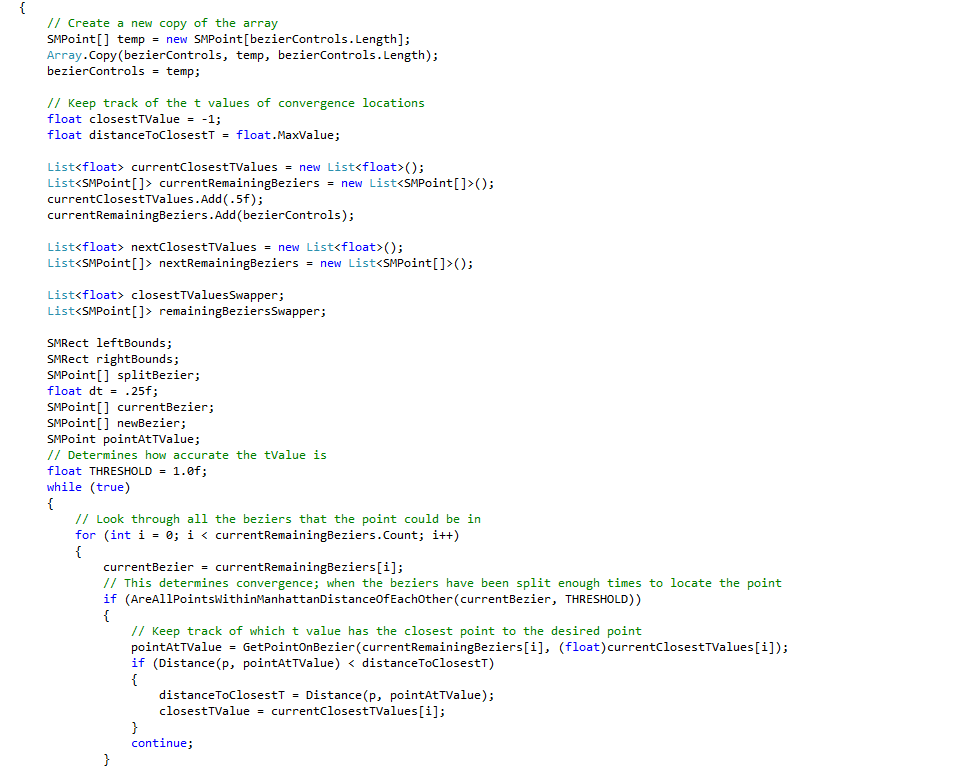 {
// Create a new copy of the array
SMPoint[] temp = new SMPoint[bezierControls.Length];
Array.Copy(bezierControls, temp, bezierControls.Length);
bezierControls = temp;
// Keep track of the t values of convergence locations
float closestTValue = -1;
float distanceToClosestT = float.MaxValue;
List<float> currentClosestTValues = new List<float>();
List<SMPoint[]> currentRemainingBeziers = new List<SMPoint[]>();
currentClosestTValues.Add(.5f);
currentRemainingBeziers.Add(bezierControls);
List<float> nextClosestTValues = new List<float>();
List<SMPoint[]> nextRemainingBeziers = new List<SMPoint[]>();
List<float> closestTValuesSwapper;
List<SMPoint[]> remainingBeziersSwapper;
SMRect leftBounds;
SMRect rightBounds;
SMPoint[] splitBezier;
float dt = .25f;
SMPoint[] currentBezier;
SMPoint[] newBezier;
SMPoint pointAtTValue;
// Determines how accurate the tValue is
float THRESHOLD = 1.0f;
while (true)
{
// Look through all the beziers that the point could be in
for (int i = 0; i < currentRemainingBeziers.Count; i++)
{
currentBezier = currentRemainingBeziers[i];
// This determines convergence; when the beziers have been split enough times to locate the point
if (AreAllPointsWithinManhattanDistanceOfEachOther(currentBezier, THRESHOLD))
{
// Keep track of which t value has the closest point to the desired point
pointAtTValue = GetPointOnBezier(currentRemainingBeziers[i], (float)currentClosestTValues[i]);
if (Distance(p, pointAtTValue) < distanceToClosestT)
{
distanceToClosestT = Distance(p, pointAtTValue);
closestTValue = currentClosestTValues[i];
}
continue;
}